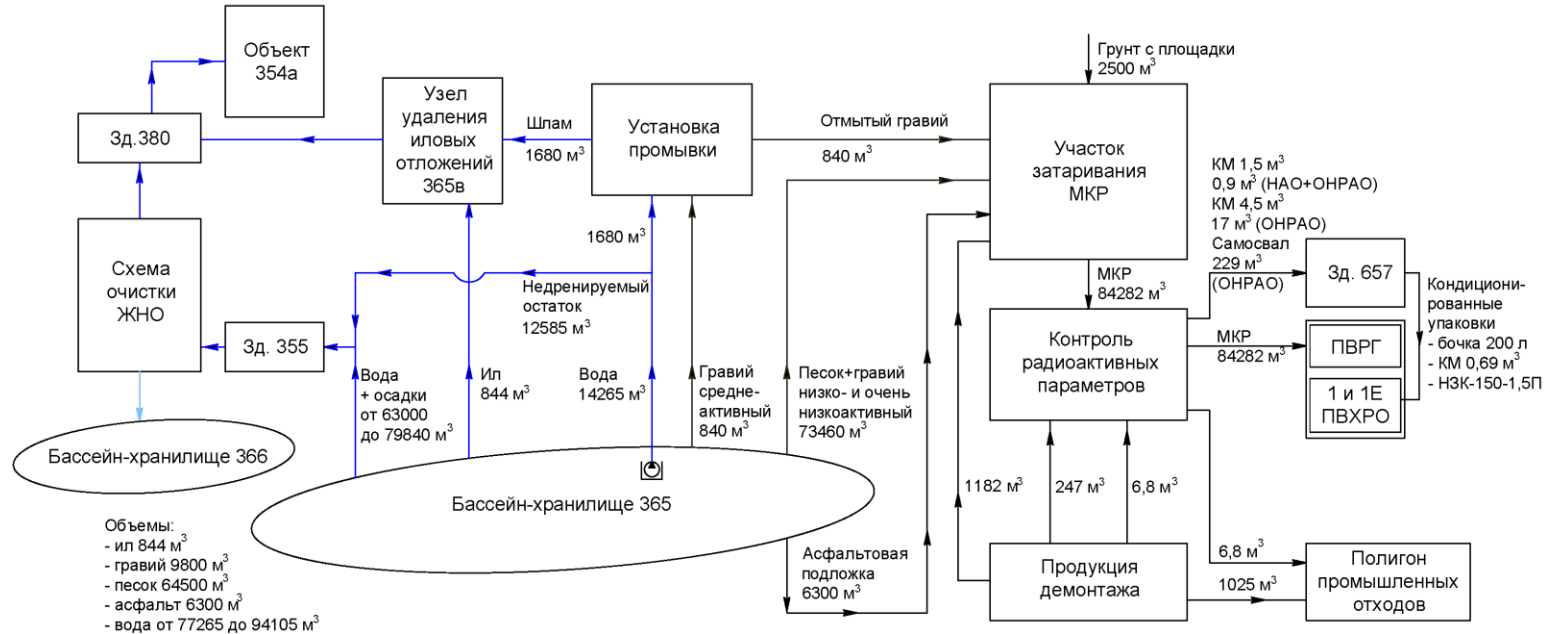 Объект
354а
Зд.380
Узел
удаления
иловых
отложений
365в
Шлам
1680 м³
Установка
промывки
Отмытый гравий
840 м³
Грунт с площадки
2500 м³
Участок
затаривания
МКР
КМ 1,5 м³
0,9 м³ (НАО+ОНРАО)
КМ 4,5 м³
17 м³ (ОНРАО)
Самосвал
229 м³
(ОНРАО)
Зд. 657
Кондициони-
рованные
упаковки
- бочка 200 л
- КМ 0,69 м³
- НЗК-150-1,5П
Схема
очистки
ЖНО
Зд. 355
1680 м³
Недренируемый
остаток
12585 м³
МКР
84282 м³
Контроль
радиоактивных
параметров
МКР
84282 м³
ПВРГ
1 и 1Е
ПВХРО
Вода
+ осадки
от 63000
до 79840 м³
Ил
844 м³
Вода
14265 м³
Гравий
средне-
активный
840 м³
Песок+гравий
низко- и очень
низкоактивный
73460 м³
Бассейн-хранилище 366
Бассейн-хранилище 365
1182 м³
247 м³
6,8 м³
Объемы:
- ил 844 м³
- гравий 9800 м³
- песок 64500 м³
- асфальт 6300 м³
- вода от 77265 до 94105 м³
Асфальтовая
подложка
6300 м³
Продукция
демонтажа
6,8 м³
1025 м³
Полигон
промышленных
отходов